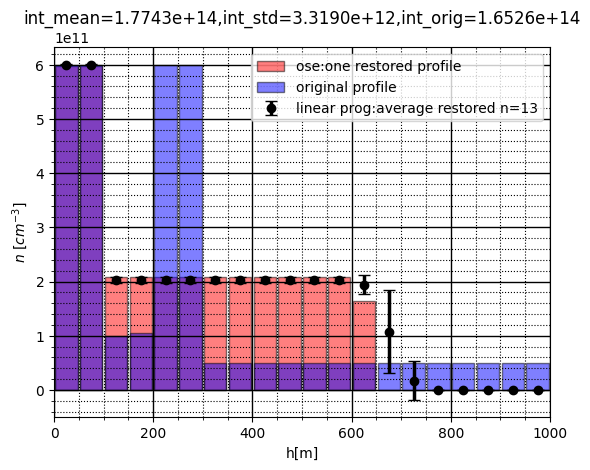 int_mean=1.7743e+14,int_std=3.3190e+12,int_orig=1.6526e+14
1e11
ose:one restored profile
original profile
linear prog:average restored n=13
6
5
4
3
2
1
0
n [cm⁻³]
0 200 400 600 800 1000
h[m]